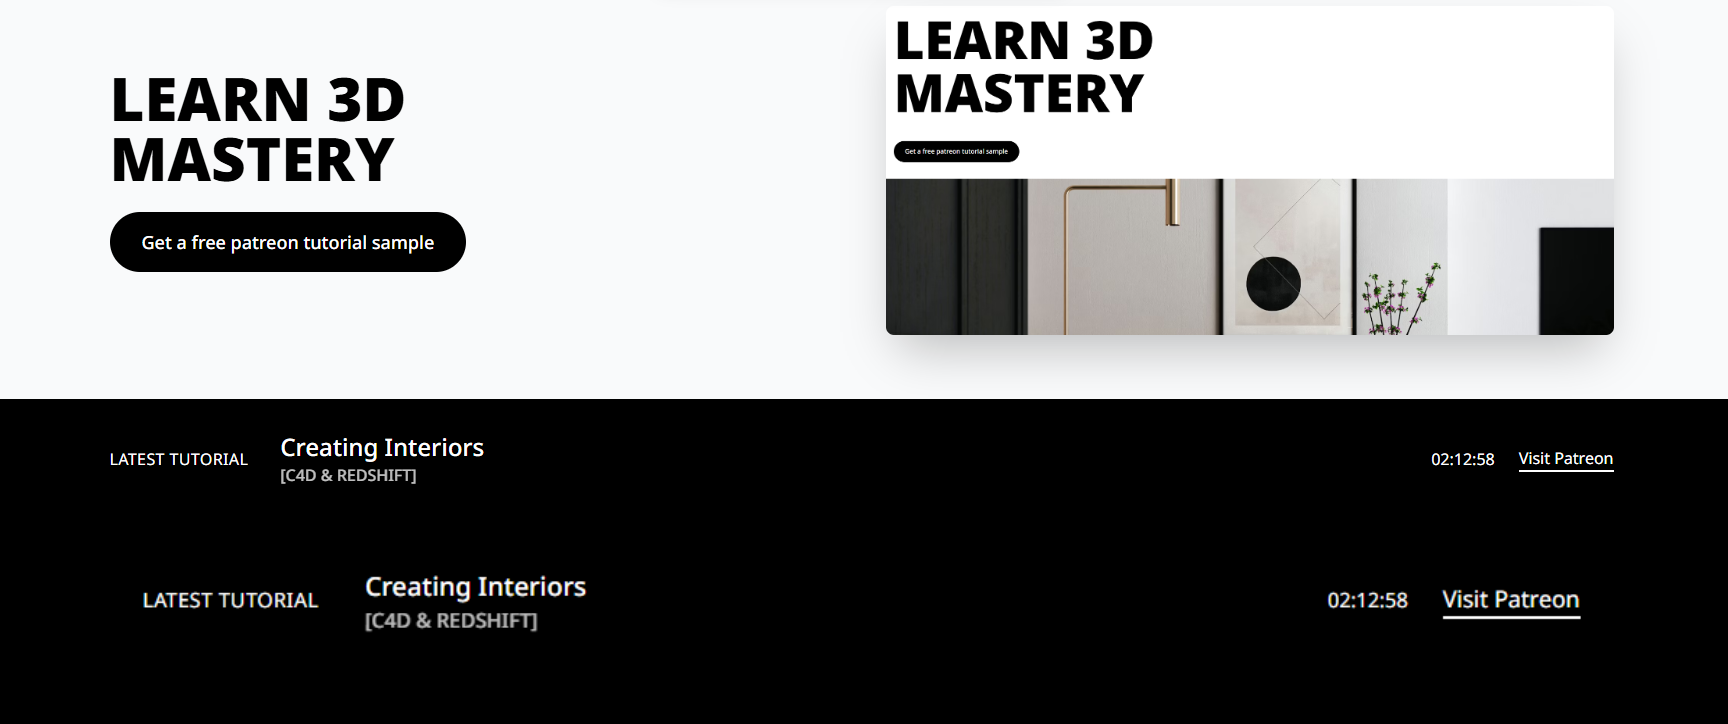 LEARN 3D
MASTERY
Get a free patreon tutorial sample
LEARN 3D
MASTERY
Get a free patreon tutorial sample
LATEST TUTORIAL
Creating Interiors
[C4D & REDSHIFT]
02:12:58
Visit Patreon
LATEST TUTORIAL
Creating Interiors
[C4D & REDSHIFT]
02:12:58
Visit Patreon